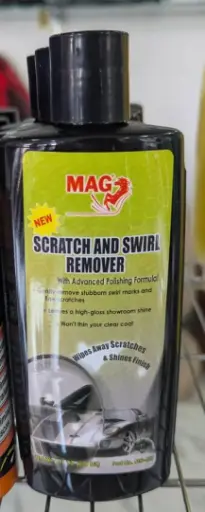 MAG
NEW
SCRATCH AND SWIRL
REMOVER
With Advanced Polishing Formula!
remove stubborn swirl marks and
scratches
a high-gloss showroom shine
Won't thin your clear coat!
Wipes Away Scratches
& Shines Finish